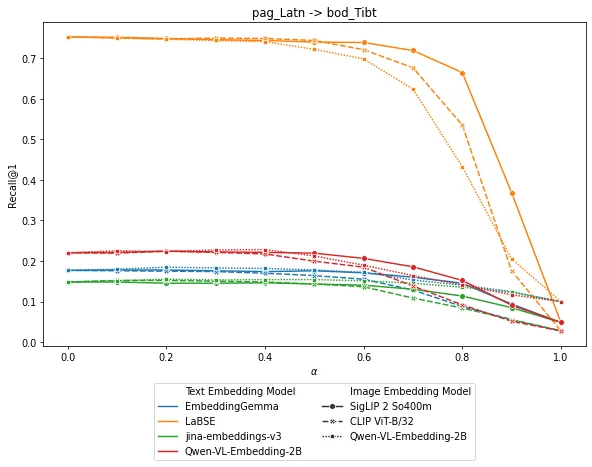 pag_Latn -> bod_Tibt
Recall@1
0.7
0.6
0.5
0.4
0.3
0.2
0.1
0.0
0.0 0.2 0.4 0.6 0.8 1.0
α
Text Embedding Model Image Embedding Model
EmbeddingGemma SigLIP 2 So400m
LaBSE CLIP ViT-B/32
jina-embeddings-v3 Qwen-VL-Embedding-2B
Qwen-VL-Embedding-2B